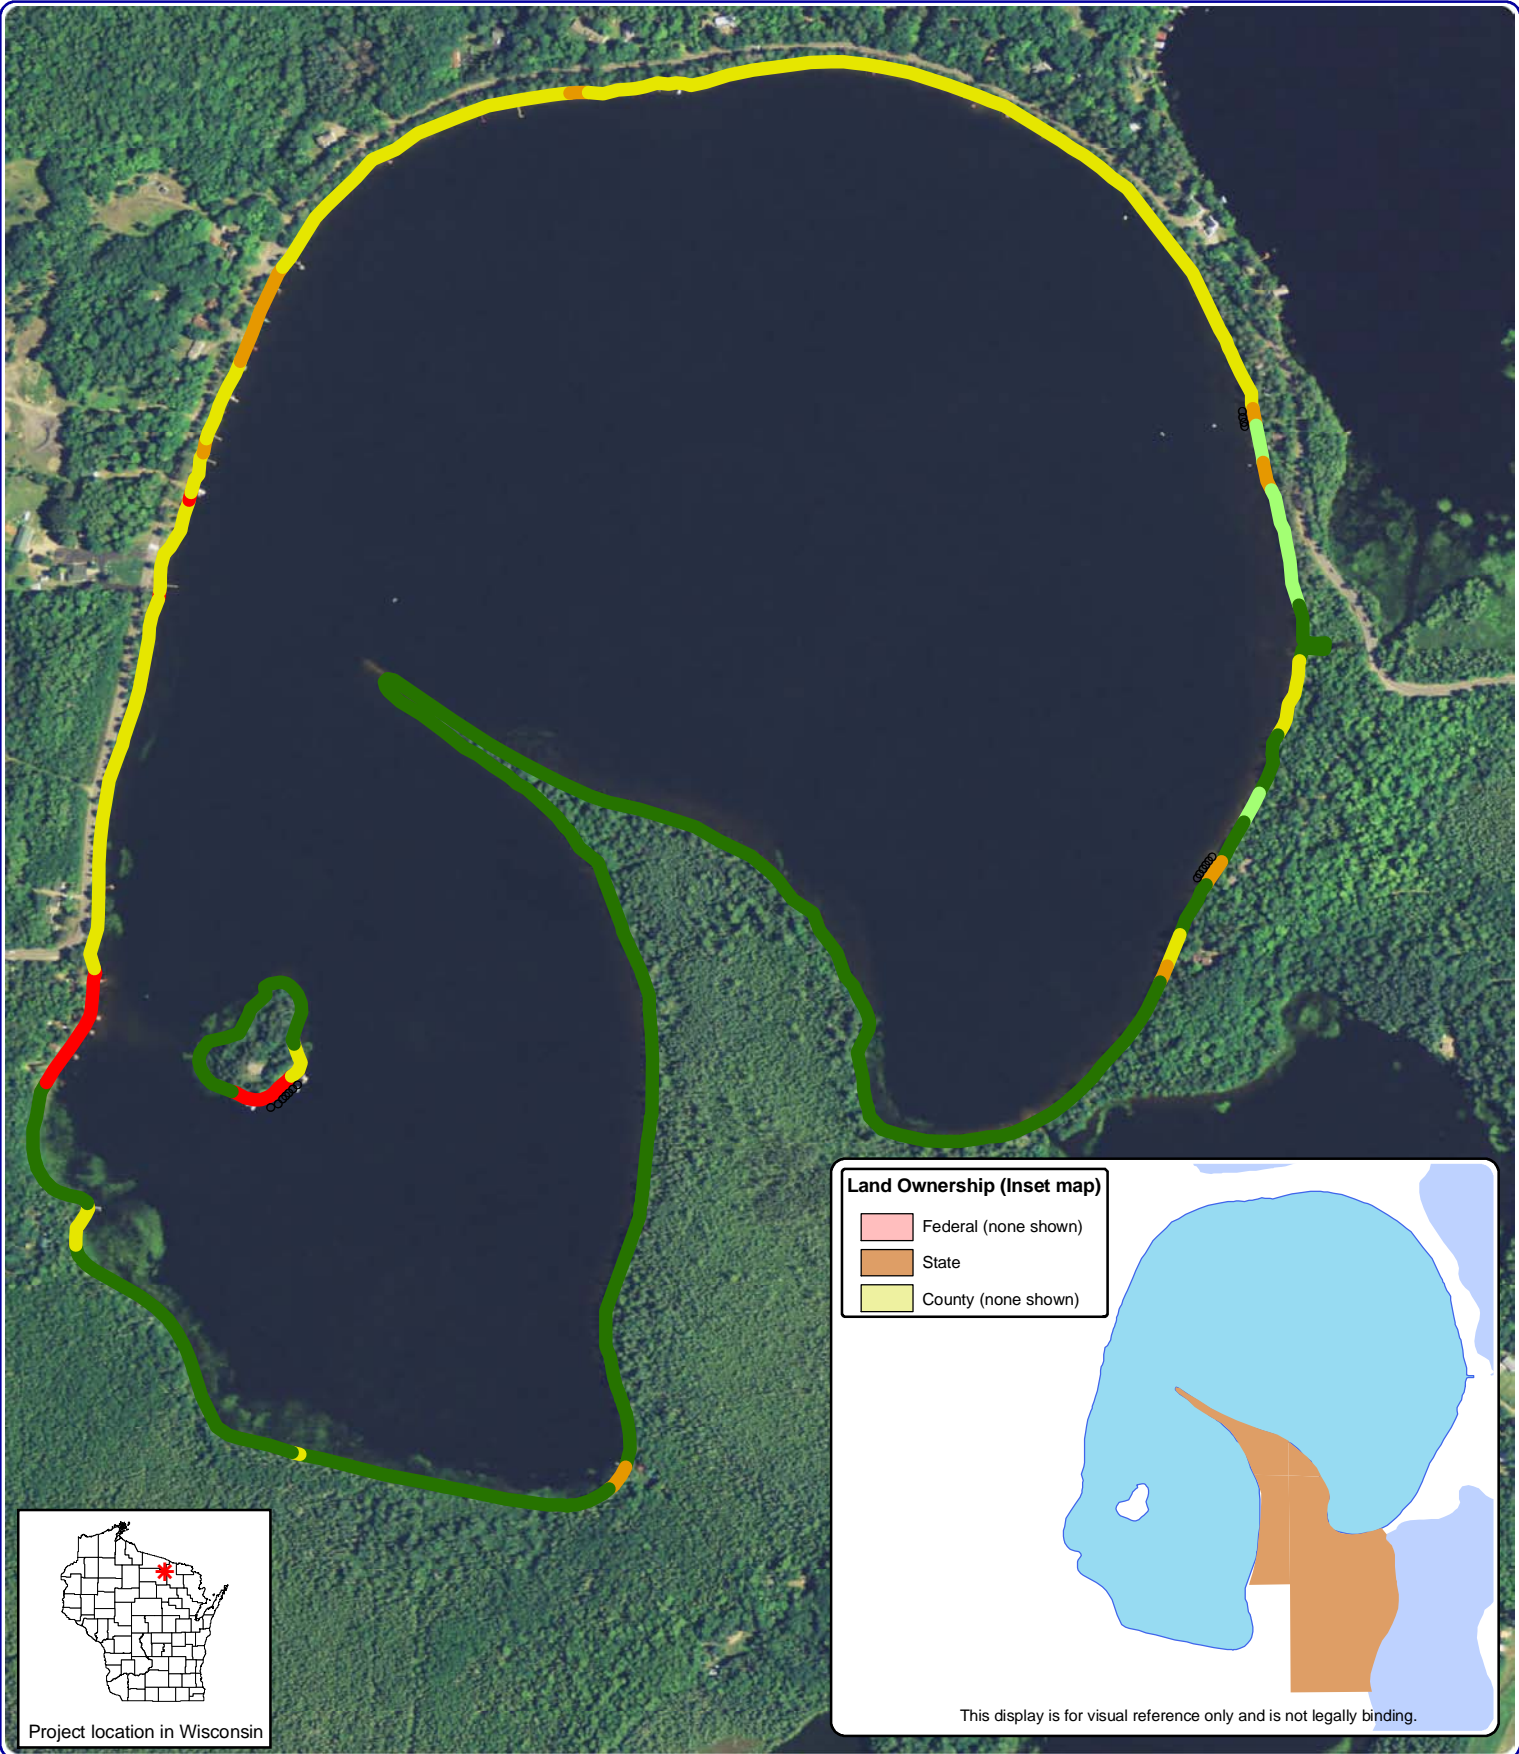 Land Ownership (Inset map)
Federal (none shown)
State
County (none shown)
This display is for visual reference only and is not legally binding.
Project location in Wisconsin